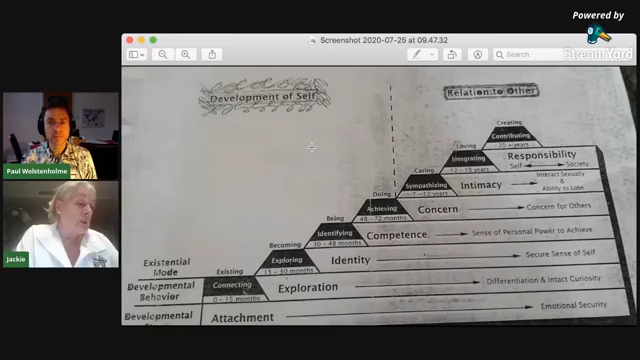 Powered by
StreamYard
Screenshot 2020-07-25 at 09.47.32
Search
Paul Wolstenholme
Jackie
Development of Self
Relation to Other
Creating
Contributing
Loving
Integrating
12 - 19 years
Responsibility
Self Society
Caring
Sympathizing
Intimacy
Interact Sexually
& Ability to Love
Doing
Achieving
48 - 72 months
Concern
Concern for Others
Being
Identifying
30 - 48 months
Competence
Sense of Personal Power to Achieve
Becoming
Exploring
15 - 30 months
Identity
Secure Sense of Self
Existential
Mode
Existing
Developmental
Behavior
Connecting
0 - 15 months
Exploration
Differentiation & Intact Curiosity
Developmental
Attachment
Emotional Security